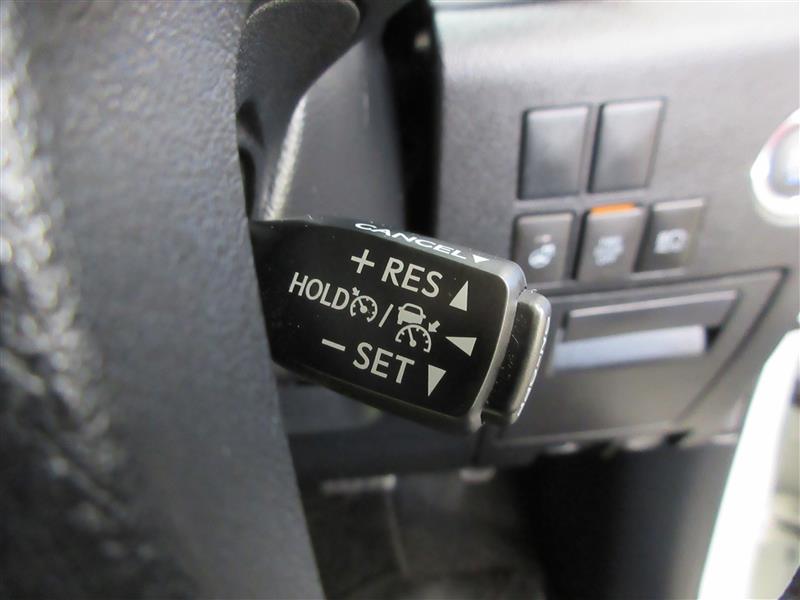 CANCEL
+ RES
HOLD /
− SET